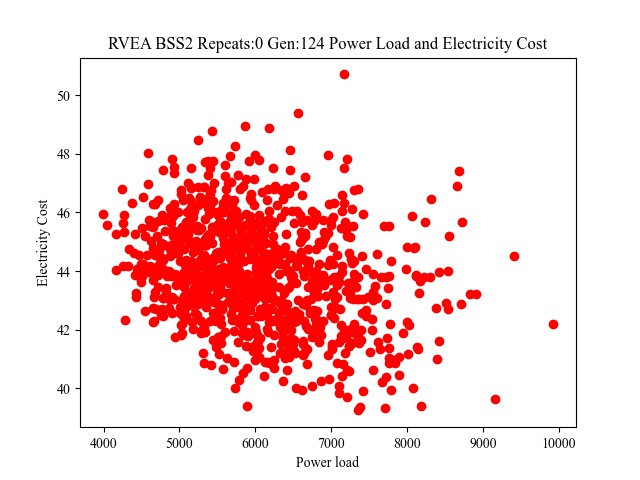 RVEA BSS2 Repeats:0 Gen:124 Power Load and Electricity Cost
50
48
46
44
42
40
Electricity Cost
4000 5000 6000 7000 8000 9000 10000
Power load